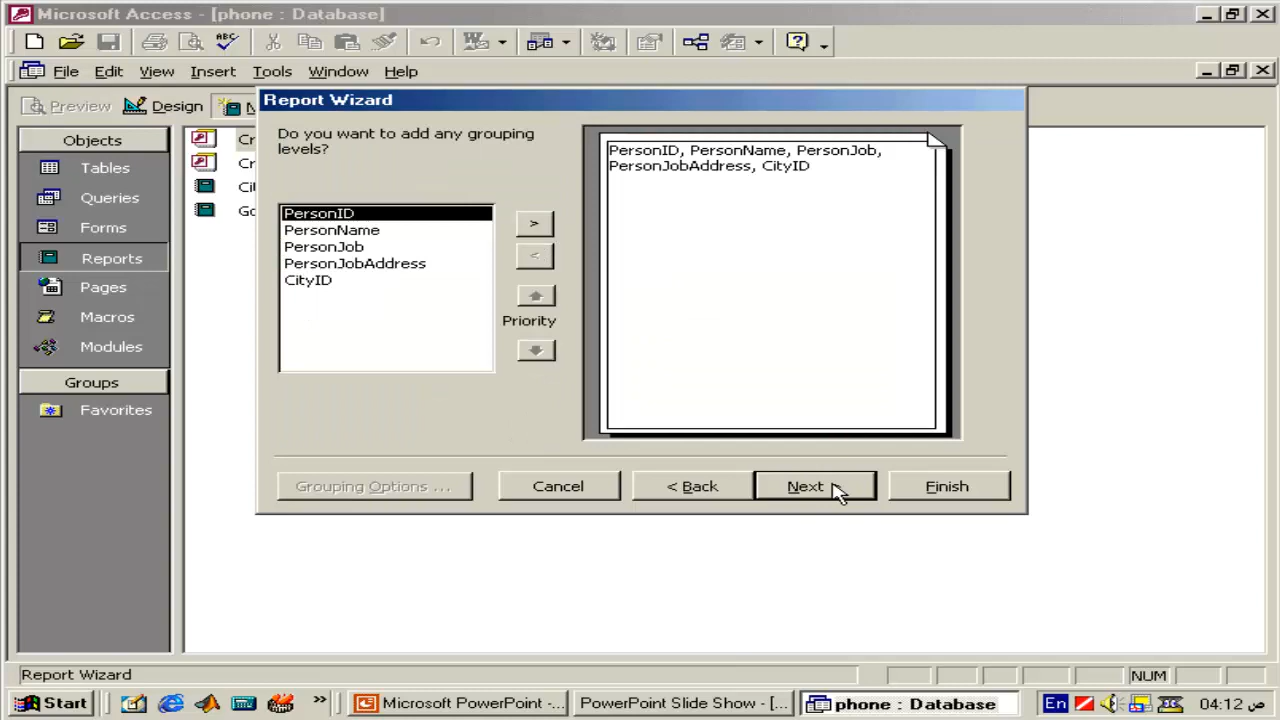 Microsoft Access - [phone : Database]
File Edit View Insert Tools Window Help
Preview Design
Report Wizard
Objects
Tables
Queries
Forms
Reports
Pages
Macros
Modules
Groups
Favorites
Do you want to add any grouping
levels?
PersonID
PersonName
PersonJob
PersonJobAddress
CityID
>
<
Priority
PersonID, PersonName, PersonJob,
PersonJobAddress, CityID
Grouping Options ... Cancel < Back Next Finish
Report Wizard NUM
Start » Microsoft PowerPoint -... PowerPoint Slide Show - [... phone : Database En 04:12 ص